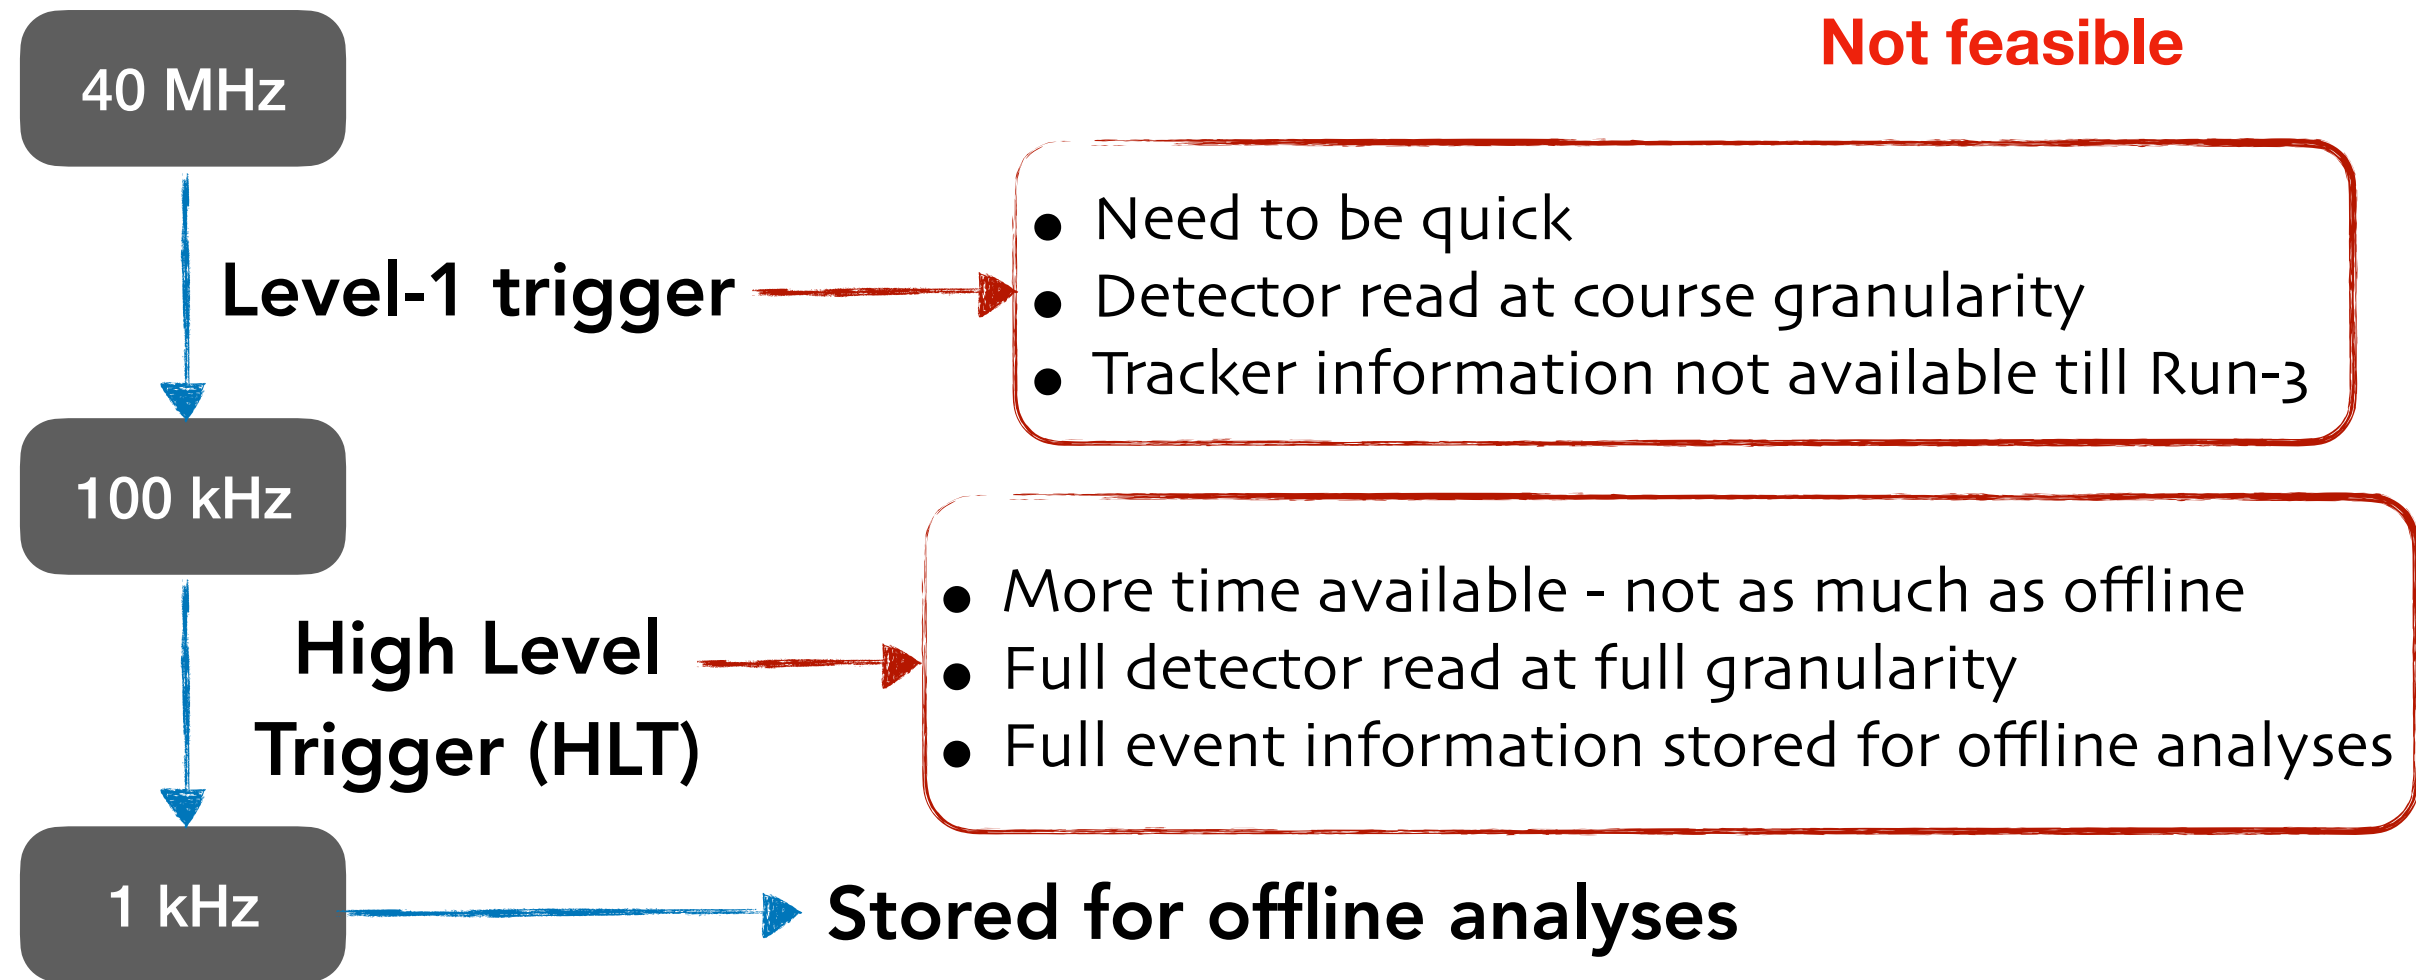 Not feasible
40 MHz
Level-1 trigger
● Need to be quick
● Detector read at course granularity
● Tracker information not available till Run-3
100 kHz
High Level
Trigger (HLT)
● More time available - not as much as offline
● Full detector read at full granularity
● Full event information stored for offline analyses
1 kHz
Stored for offline analyses